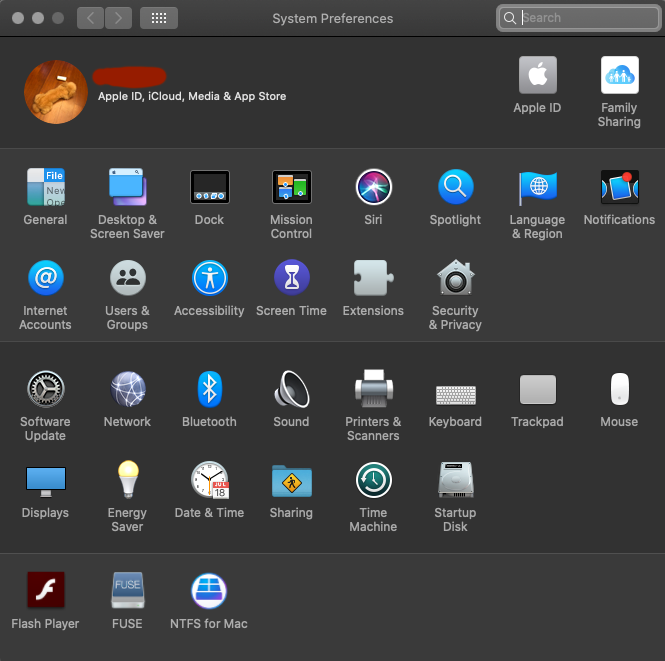 System Preferences
Search
Apple ID, iCloud, Media & App Store
Apple ID
Family
Sharing
File
New
Ope
General
Desktop &
Screen Saver
Dock
Mission
Control
Siri
Spotlight
Language
& Region
Notifications
Internet
Accounts
Users &
Groups
Accessibility
Screen Time
Extensions
Security
& Privacy
Software
Update
Network
Bluetooth
Sound
Printers &
Scanners
Keyboard
Trackpad
Mouse
JUL
18
Displays
Energy
Saver
Date & Time
Sharing
Time
Machine
Startup
Disk
FUSE
Flash Player
FUSE
NTFS for Mac